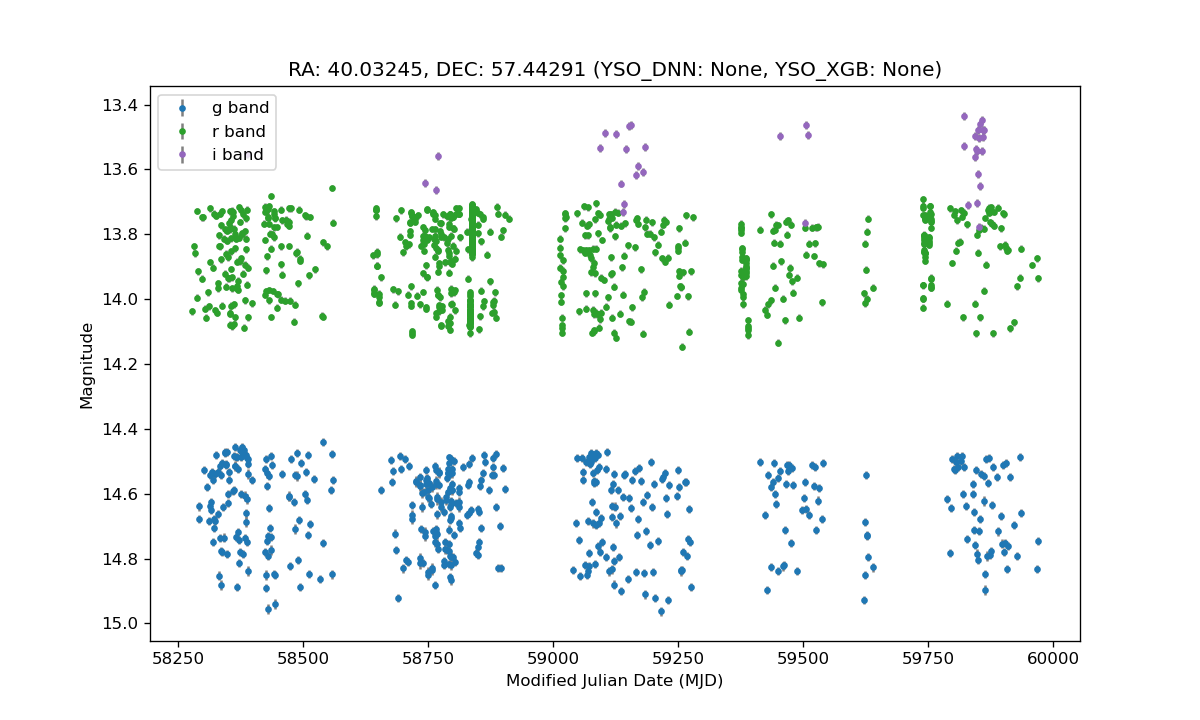 RA: 40.03245, DEC: 57.44291 (YSO_DNN: None, YSO_XGB: None)
g band
r band
i band
13.4
13.6
13.8
14.0
14.2
14.4
14.6
14.8
15.0
Magnitude
58250
58500
58750
59000
59250
59500
59750
60000
Modified Julian Date (MJD)